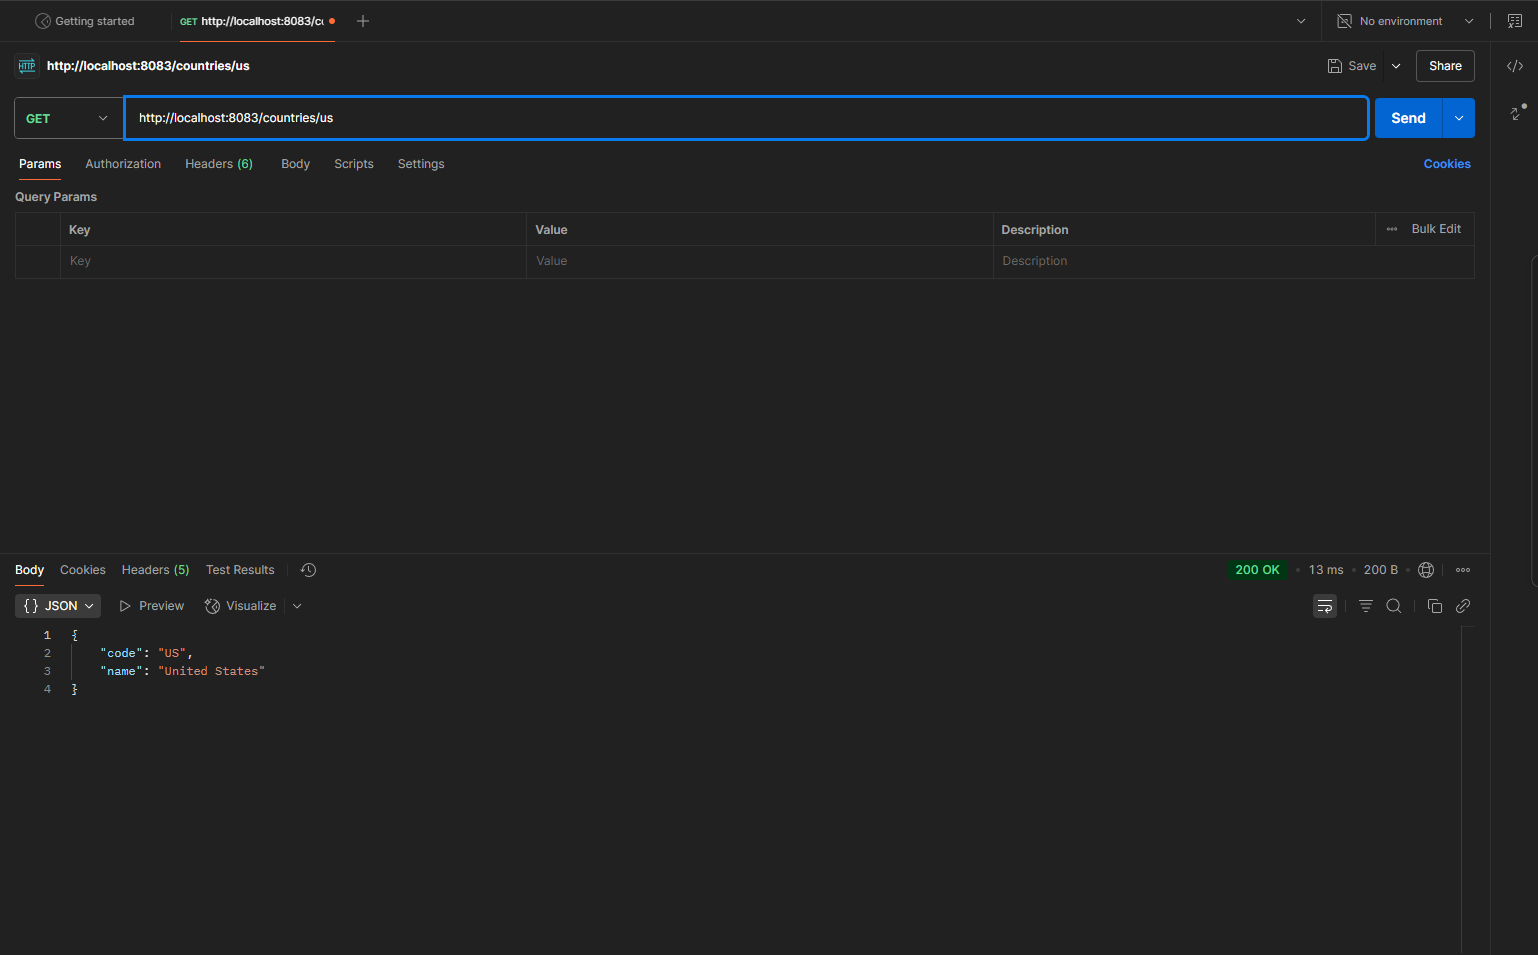 Getting started
GET http://localhost:8083/cι
No environment
HTTP http://localhost:8083/countries/us
Save
Share
GET
http://localhost:8083/countries/us
Send
Params Authorization Headers (6) Body Scripts Settings
Cookies
Query Params
Key Value Description Bulk Edit
Key Value Description
Body Cookies Headers (5) Test Results
200 OK • 13 ms • 200 B
{} JSON Preview Visualize
1 {
2 "code": "US",
3 "name": "United States"
4 }